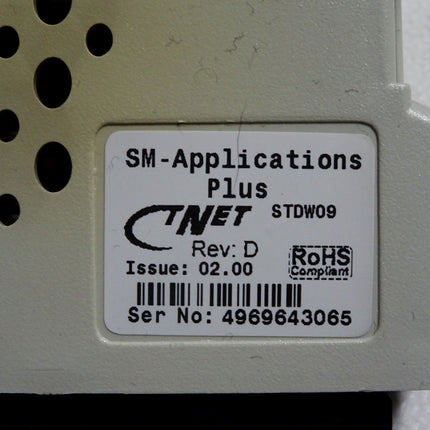 SM-Applications
Plus
CTNET STDW09
Rev: D
Issue: 02.00
RoHS
Compliant
Ser No: 4969643065